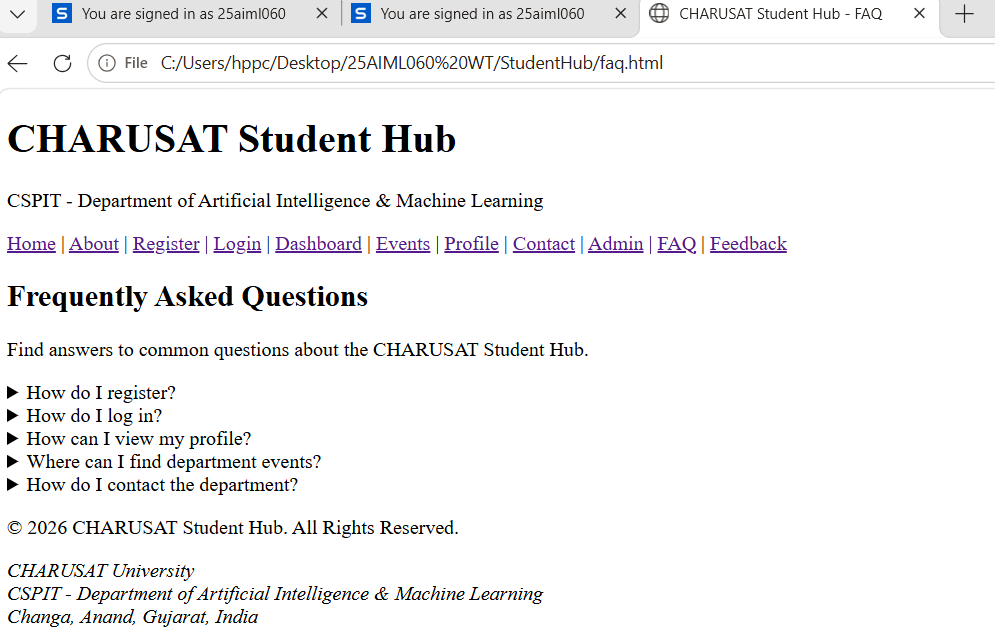 You are signed in as 25aiml060
You are signed in as 25aiml060
CHARUSAT Student Hub - FAQ
File C:/Users/hppc/Desktop/25AIML060%20WT/StudentHub/faq.html
CHARUSAT Student Hub
CSPIT - Department of Artificial Intelligence & Machine Learning
Home | About | Register | Login | Dashboard | Events | Profile | Contact | Admin | FAQ | Feedback
Frequently Asked Questions
Find answers to common questions about the CHARUSAT Student Hub.
How do I register?
How do I log in?
How can I view my profile?
Where can I find department events?
How do I contact the department?
© 2026 CHARUSAT Student Hub. All Rights Reserved.
CHARUSAT University
CSPIT - Department of Artificial Intelligence & Machine Learning
Changa, Anand, Gujarat, India